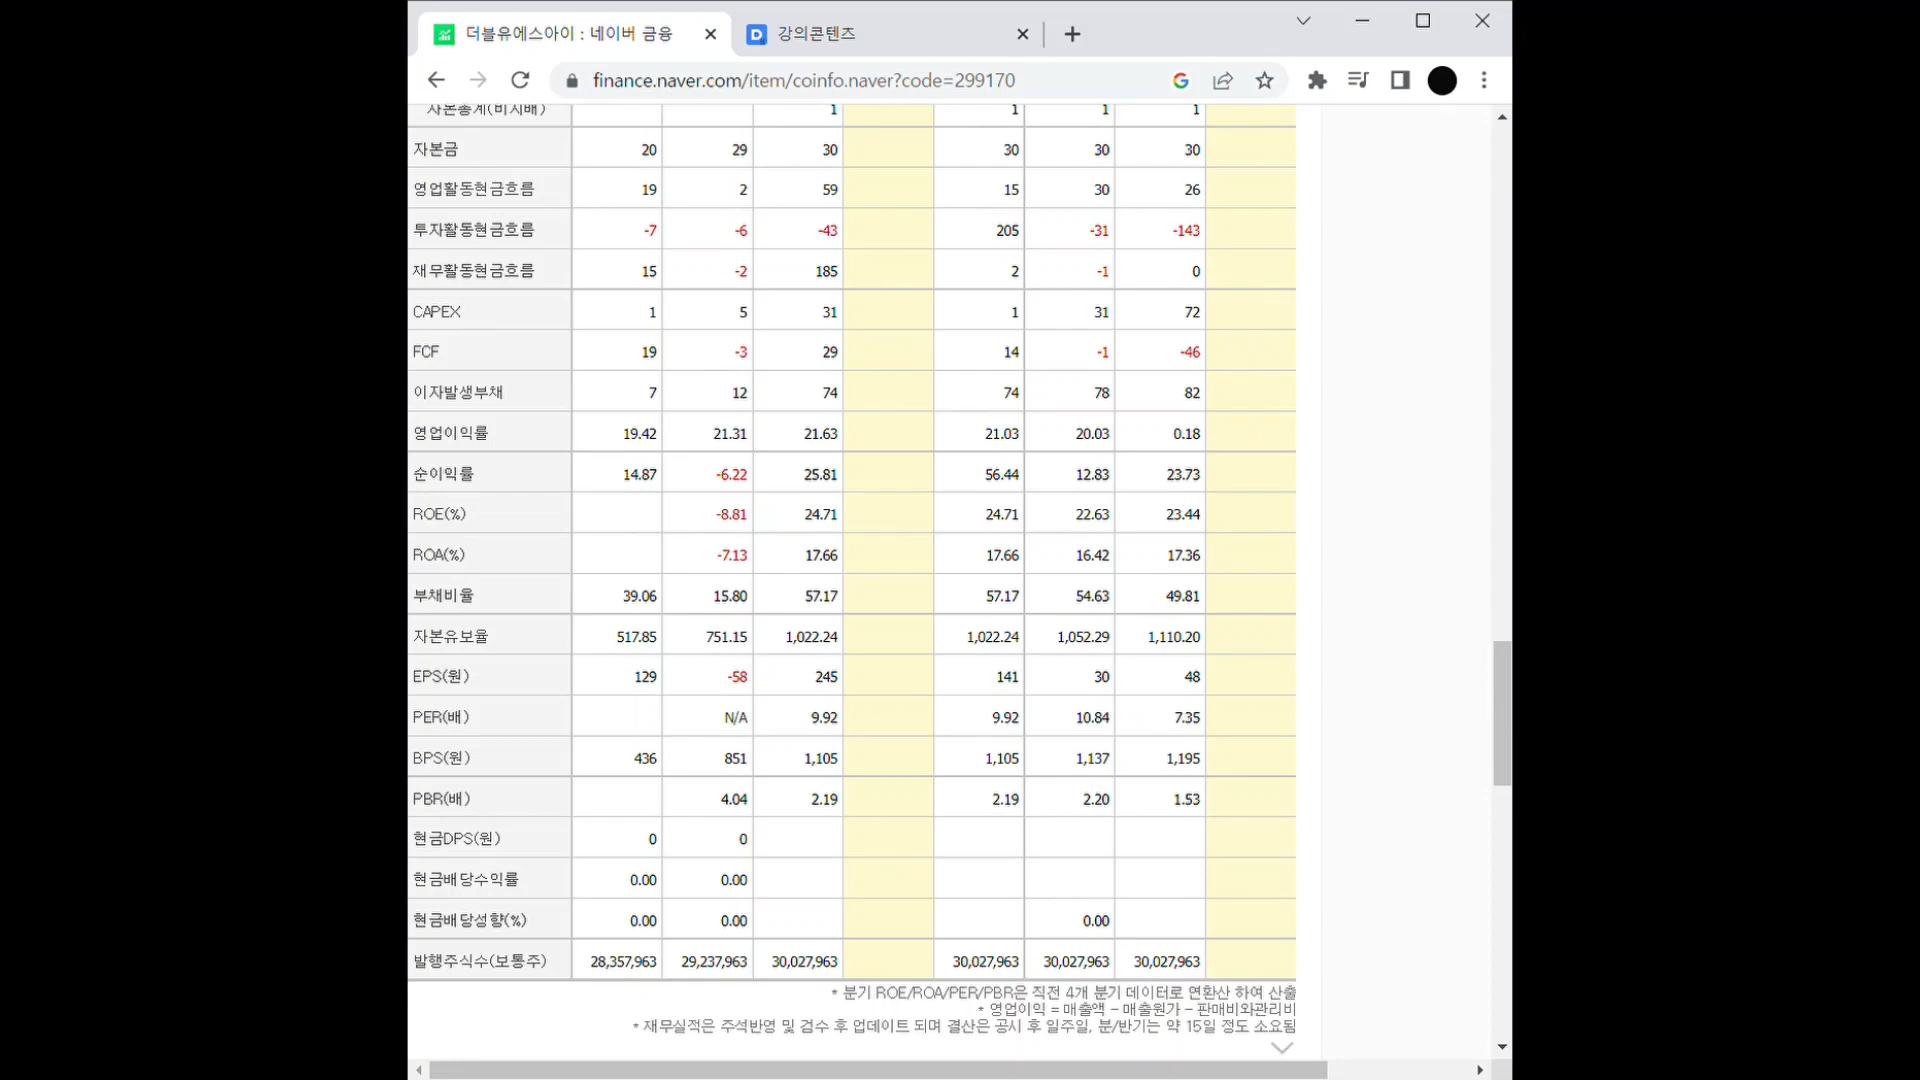 더블유에스아이 : 네이버 금융
강의콘텐츠
finance.naver.com/item/coinfo.naver?code=299170
자본총계(비지배) 1 1 1 1
자본금 20 29 30 30 30 30
영업활동현금흐름 19 2 59 15 30 26
투자활동현금흐름 -7 -6 -43 205 -31 -143
재무활동현금흐름 15 -2 185 2 -1 0
CAPEX 1 5 31 1 31 72
FCF 19 -3 29 14 -1 -46
이자발생부채 7 12 74 74 78 82
영업이익률 19.42 21.31 21.63 21.03 20.03 0.18
순이익률 14.87 -6.22 25.81 56.44 12.83 23.73
ROE(%) -8.81 24.71 24.71 22.63 23.44
ROA(%) -7.13 17.66 17.66 16.42 17.36
부채비율 39.06 15.80 57.17 57.17 54.63 49.81
자본유보율 517.85 751.15 1,022.24 1,022.24 1,052.29 1,110.20
EPS(원) 129 -58 245 141 30 48
PER(배) N/A 9.92 9.92 10.84 7.35
BPS(원) 436 851 1,105 1,105 1,137 1,195
PBR(배) 4.04 2.19 2.19 2.20 1.53
현금DPS(원) 0 0
현금배당수익률 0.00 0.00
현금배당성향(%) 0.00 0.00 0.00
발행주식수(보통주) 28,357,963 29,237,963 30,027,963 30,027,963 30,027,963 30,027,963
* 분기 ROE/ROA/PER/PBR은 직전 4개 분기 데이터로 연환산 하여 산출
* 영업이익 = 매출액 - 매출원가 - 판매비와관리비
* 재무실적은 주석반영 및 검수 후 업데이트 되며 결산은 공시 후 일주일, 분/반기는 약 15일 정도 소요됨